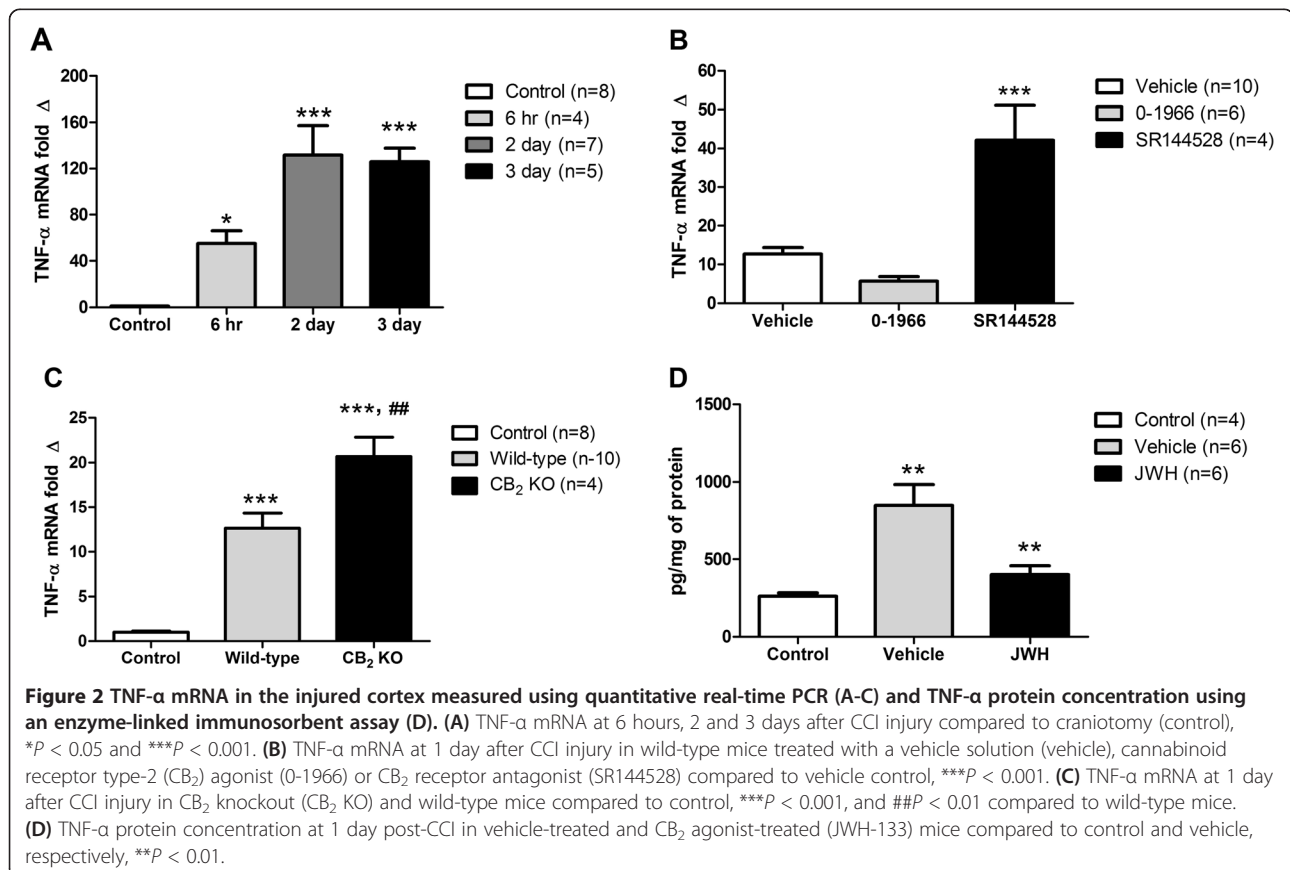 A
TNF-α mRNA fold Δ
200
160
120
80
40
0
*
***
***
Control
6 hr
2 day
3 day
Control (n=8)
6 hr (n=4)
2 day (n=7)
3 day (n=5)
B
TNF-α mRNA fold Δ
60
50
40
30
20
10
0
***
Vehicle
0-1966
SR144528
Vehicle (n=10)
0-1966 (n=6)
SR144528 (n=4)
C
TNF-α mRNA fold Δ
25
20
15
10
5
0
***
***, ##
Control
Wild-type
CB₂ KO
Control (n=8)
Wild-type (n-10)
CB₂ KO (n=4)
D
pg/mg of protein
1500
1000
500
0
**
**
Control
Vehicle
JWH
Control (n=4)
Vehicle (n=6)
JWH (n=6)
Figure 2 TNF-α mRNA in the injured cortex measured using quantitative real-time PCR (A-C) and TNF-α protein concentration using
an enzyme-linked immunosorbent assay (D). (A) TNF-α mRNA at 6 hours, 2 and 3 days after CCI injury compared to craniotomy (control),
*P < 0.05 and ***P < 0.001. (B) TNF-α mRNA at 1 day after CCI injury in wild-type mice treated with a vehicle solution (vehicle), cannabinoid
receptor type-2 (CB₂) agonist (0-1966) or CB₂ receptor antagonist (SR144528) compared to vehicle control, ***P < 0.001. (C) TNF-α mRNA at 1 day
after CCI injury in CB₂ knockout (CB₂ KO) and wild-type mice compared to control, ***P < 0.001, and ##P < 0.01 compared to wild-type mice.
(D) TNF-α protein concentration at 1 day post-CCI in vehicle-treated and CB₂ agonist-treated (JWH-133) mice compared to control and vehicle,
respectively, **P < 0.01.